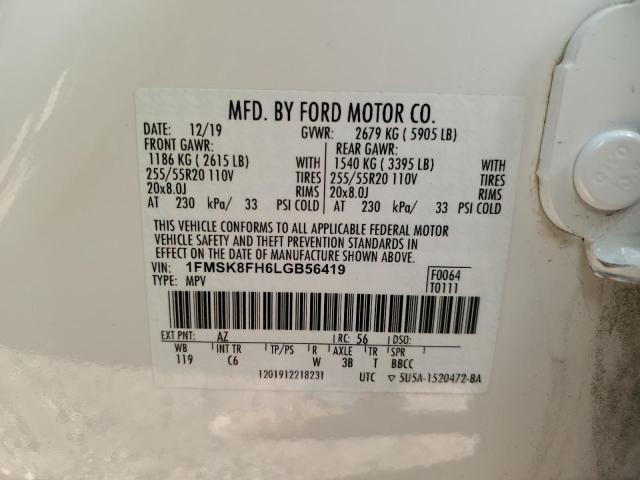 MFD. BY FORD MOTOR CO.
DATE: 12/19 GVWR: 2679 KG ( 5905 LB)
FRONT GAWR: REAR GAWR:
1186 KG ( 2615 LB) WITH 1540 KG ( 3395 LB) WITH
255/55R20 110V TIRES 255/55R20 110V TIRES
20x8.0J RIMS 20x8.0J RIMS
AT 230 kPa/ 33 PSI COLD AT 230 kPa/ 33 PSI COLD
THIS VEHICLE CONFORMS TO ALL APPLICABLE FEDERAL MOTOR
VEHICLE SAFETY AND THEFT PREVENTION STANDARDS IN
EFFECT ON THE DATE OF MANUFACTURE SHOWN ABOVE.
VIN: 1FMSK8FH6LGB56419 F0064
TYPE: MPV T0111
EXT PNT: AZ RC: 56 DSO:
WB INT TR TP/PS R AXLE TR SPR
119 C6 W 3B T BBCC
1201912218231 UTC ▽ 5U5A-1520472-BA